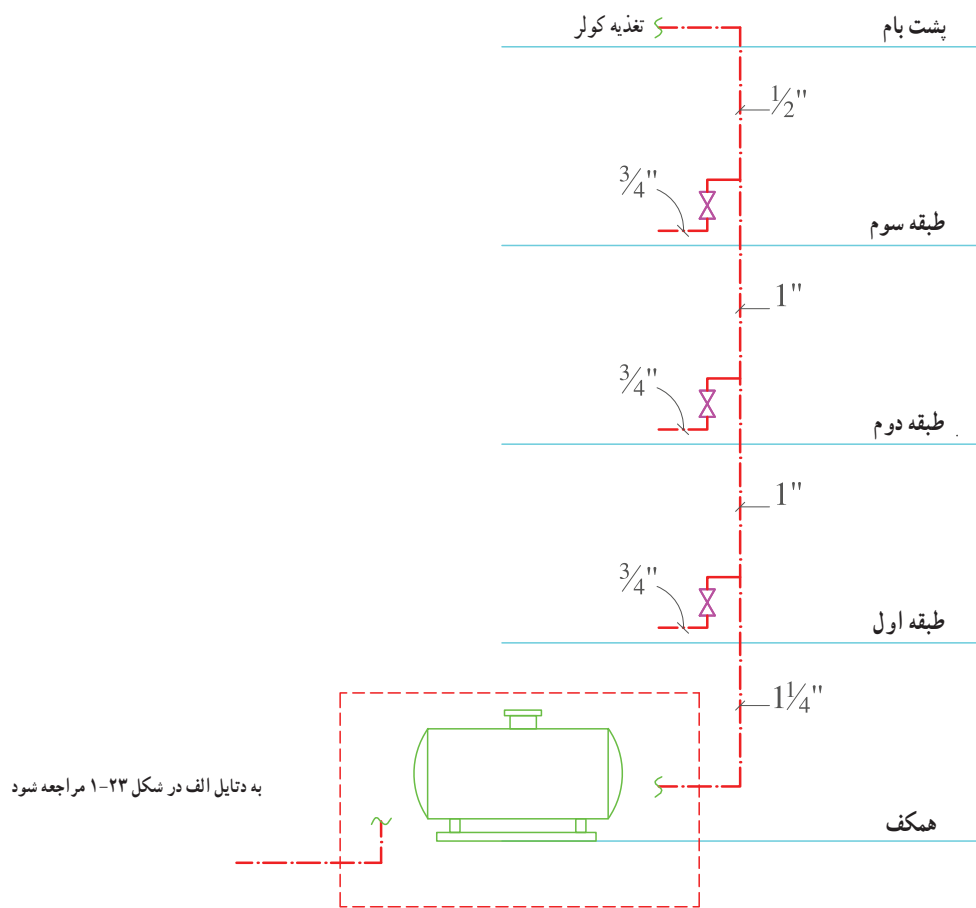 تغذیه کولر
پشت بام
1/2"
3/4"
طبقه سوم
1"
3/4"
طبقه دوم
1"
3/4"
طبقه اول
1 1/4"
به دتایل الف در شکل ۲۳-۱ مراجعه شود
همکف